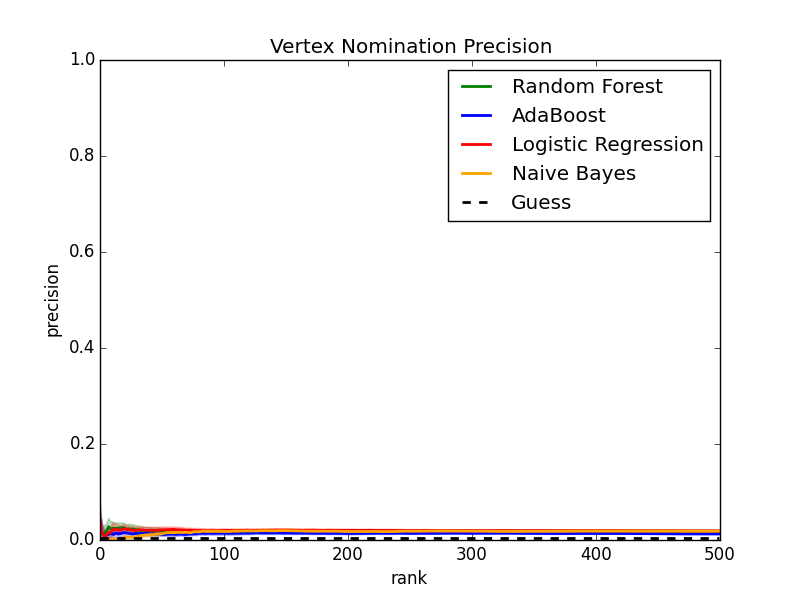 Vertex Nomination Precision
1.0
0.8
0.6
0.4
0.2
0.0
precision
Random Forest
AdaBoost
Logistic Regression
Naive Bayes
Guess
0 100 200 300 400 500
rank